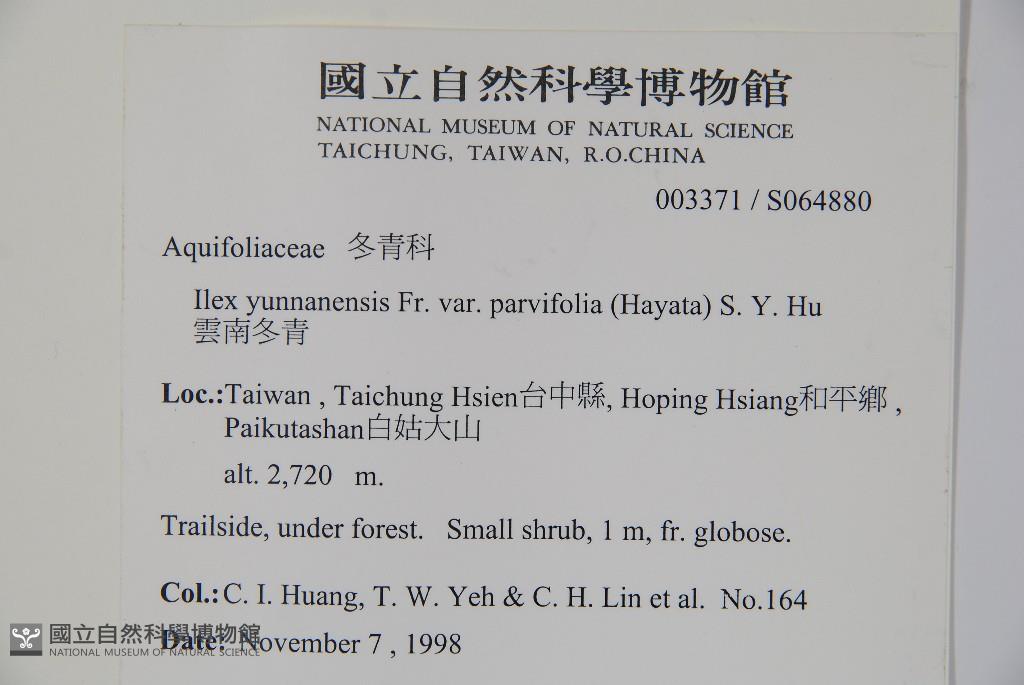 國立自然科學博物館
NATIONAL MUSEUM OF NATURAL SCIENCE
TAICHUNG, TAIWAN, R.O.CHINA
003371 / S064880
Aquifoliaceae 冬青科
Ilex yunnanensis Fr. var. parvifolia (Hayata) S. Y. Hu
雲南冬青
Loc.:Taiwan , Taichung Hsien台中縣, Hoping Hsiang和平鄉 ,
Paikutashan白姑大山
alt. 2,720 m.
Trailside, under forest. Small shrub, 1 m, fr. globose.
Col.: C. I. Huang, T. W. Yeh & C. H. Lin et al. No.164
Date: November 7 , 1998
國立自然科學博物館
NATIONAL MUSEUM OF NATURAL SCIENCE